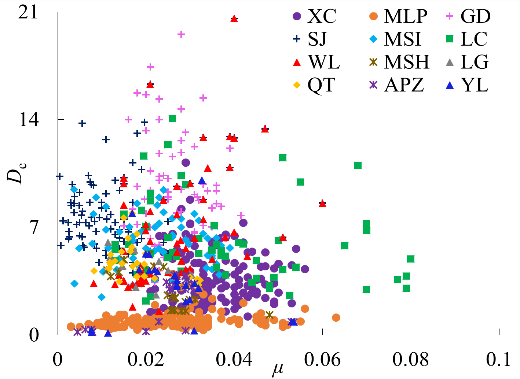 21
XC MLP GD
SJ MSI LC
WL MSH LG
QT APZ YL
14
Dc
7
0
0 0.02 0.04 0.06 0.08 0.1
μ